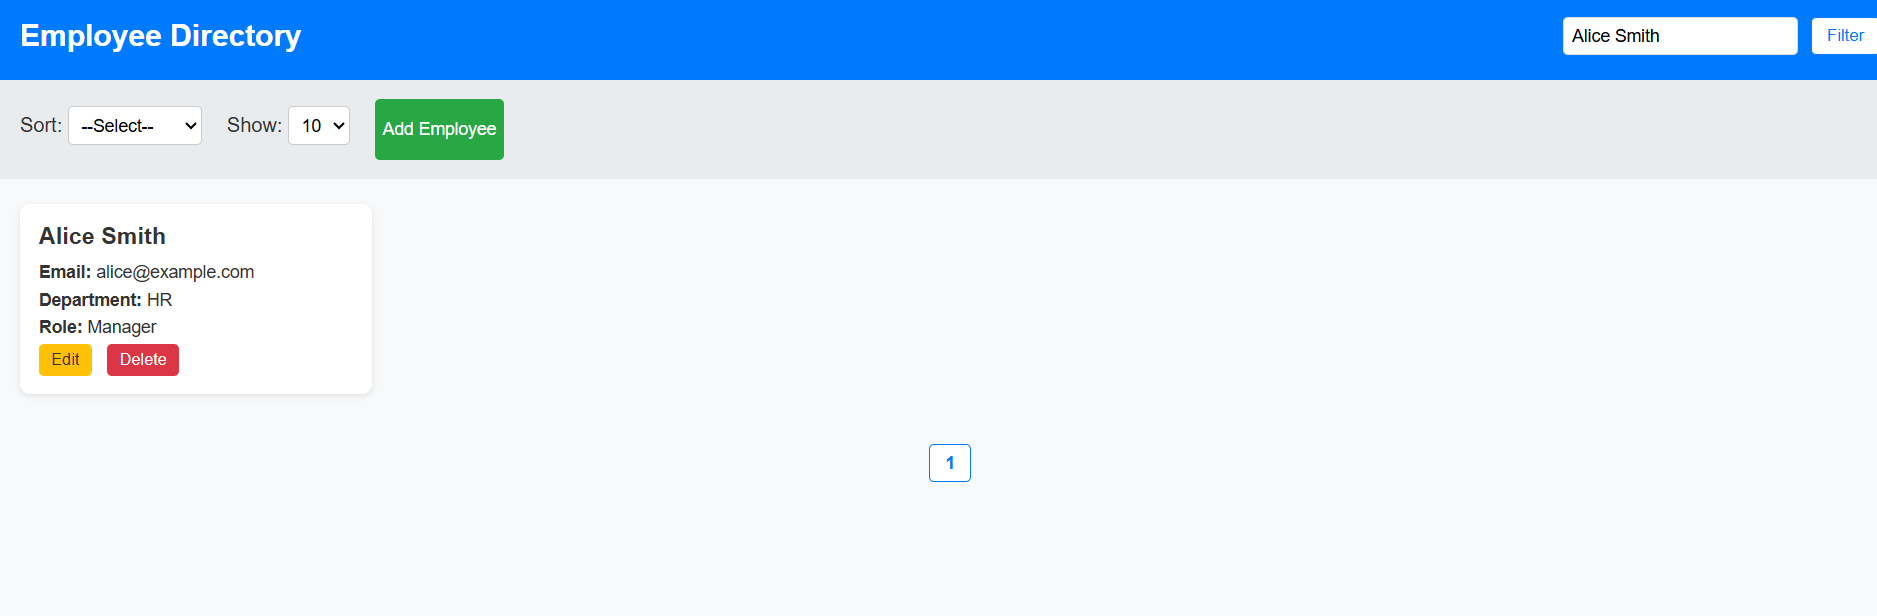 Employee Directory
Alice Smith
Filter
Sort: --Select-- Show: 10 Add Employee
Alice Smith
Email: alice@example.com
Department: HR
Role: Manager
Edit Delete
1